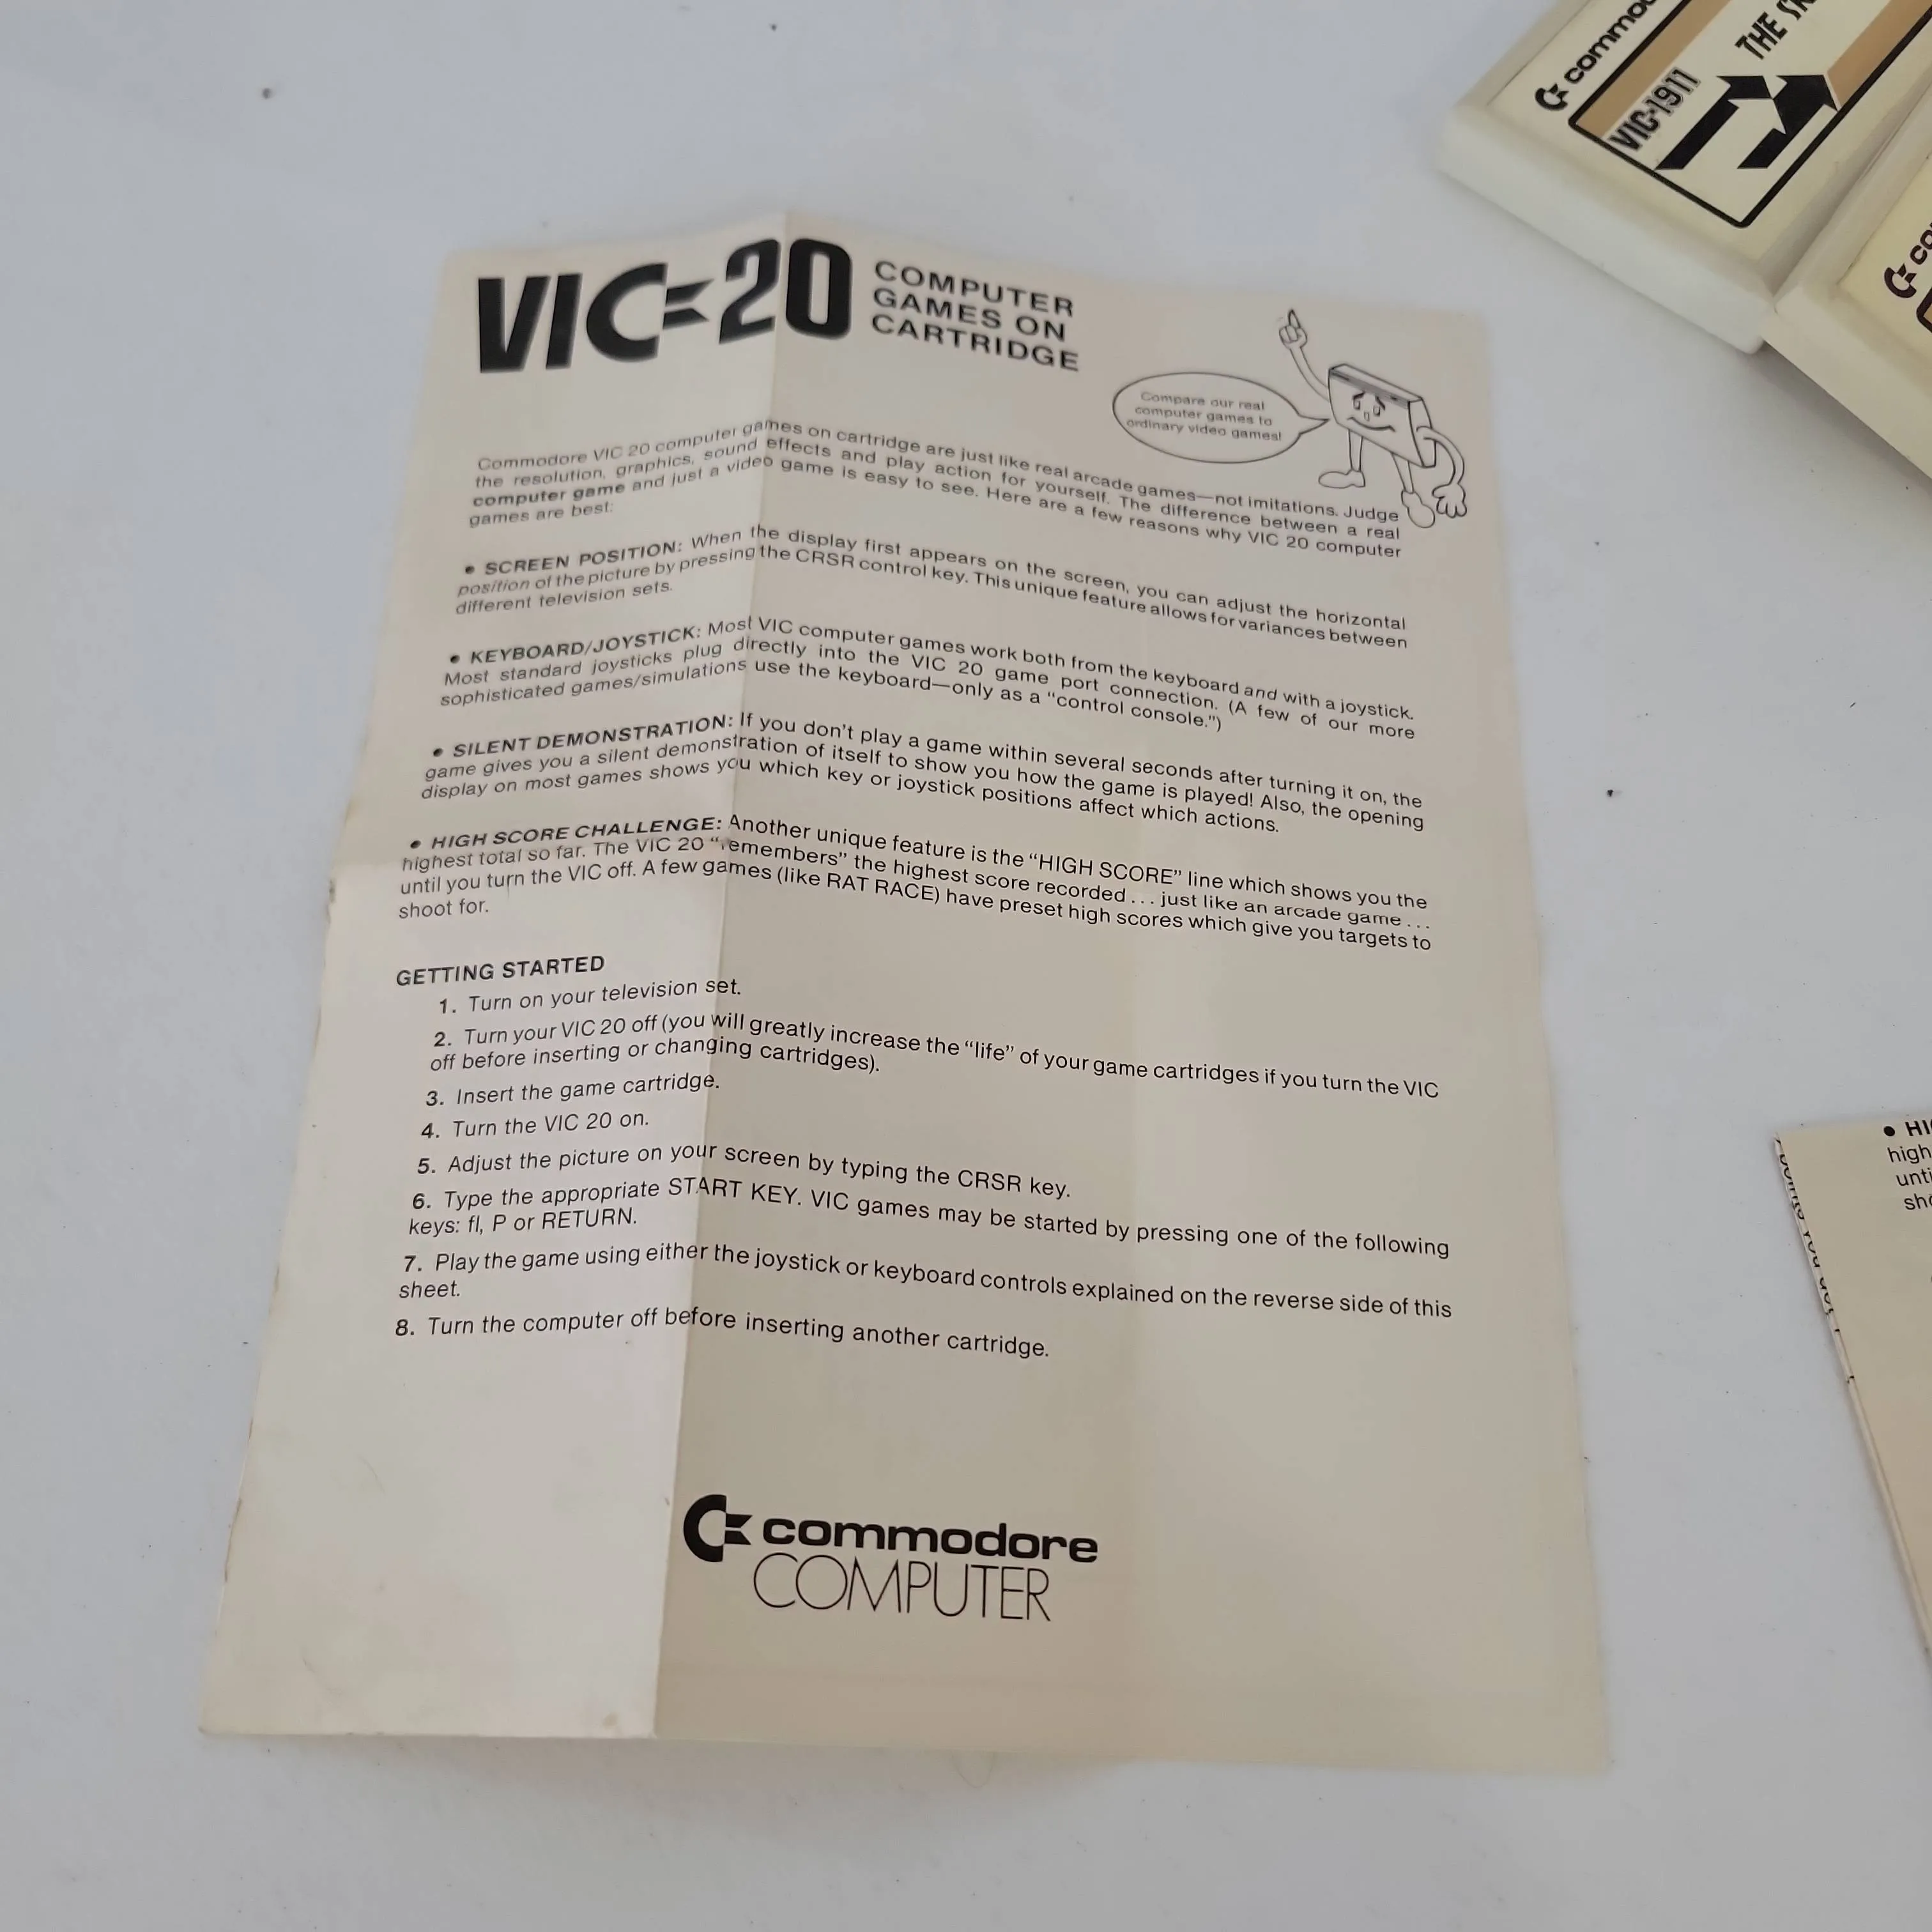 VIC-20
COMPUTER
GAMES ON
CARTRIDGE
Compare our real
computer games to
ordinary video games!
Commodore VIC 20 computer games on cartridge are just like real arcade games—not imitations. Judge
the resolution, graphics, sound effects and play action for yourself. The difference between a real
computer game and just a video game is easy to see. Here are a few reasons why VIC 20 computer
games are best:
• SCREEN POSITION: When the display first appears on the screen, you can adjust the horizontal
position of the picture by pressing the CRSR control key. This unique feature allows for variances between
different television sets.
• KEYBOARD/JOYSTICK: Most VIC computer games work both from the keyboard and with a joystick.
Most standard joysticks plug directly into the VIC 20 game port connection. (A few of our more
sophisticated games/simulations use the keyboard—only as a “control console.”)
• SILENT DEMONSTRATION: If you don’t play a game within several seconds after turning it on, the
game gives you a silent demonstration of itself to show you how the game is played! Also, the opening
display on most games shows you which key or joystick positions affect which actions.
• HIGH SCORE CHALLENGE: Another unique feature is the “HIGH SCORE” line which shows you the
highest total so far. The VIC 20 “remembers” the highest score recorded . . . just like an arcade game . . .
until you turn the VIC off. A few games (like RAT RACE) have preset high scores which give you targets to
shoot for.
GETTING STARTED
1. Turn on your television set.
2. Turn your VIC 20 off (you will greatly increase the “life” of your game cartridges if you turn the VIC
off before inserting or changing cartridges).
3. Insert the game cartridge.
4. Turn the VIC 20 on.
5. Adjust the picture on your screen by typing the CRSR key.
6. Type the appropriate START KEY. VIC games may be started by pressing one of the following
keys: fl, P or RETURN.
7. Play the game using either the joystick or keyboard controls explained on the reverse side of this
sheet.
8. Turn the computer off before inserting another cartridge.
commodore
COMPUTER
VIC-1911
THE
• HI
high
unti